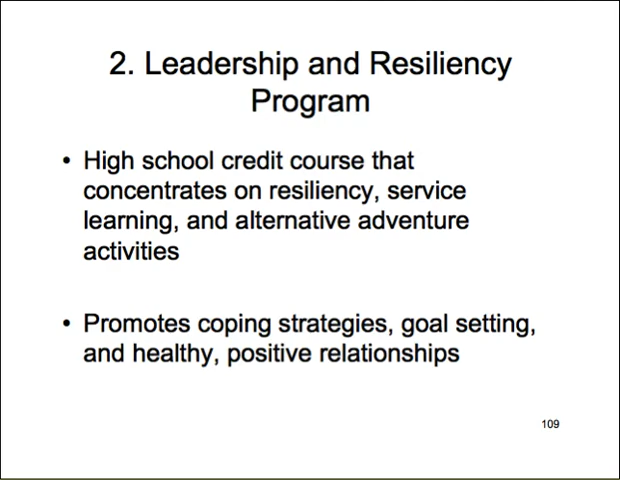 2. Leadership and Resiliency
Program
• High school credit course that
concentrates on resiliency, service
learning, and alternative adventure
activities
• Promotes coping strategies, goal setting,
and healthy, positive relationships
109